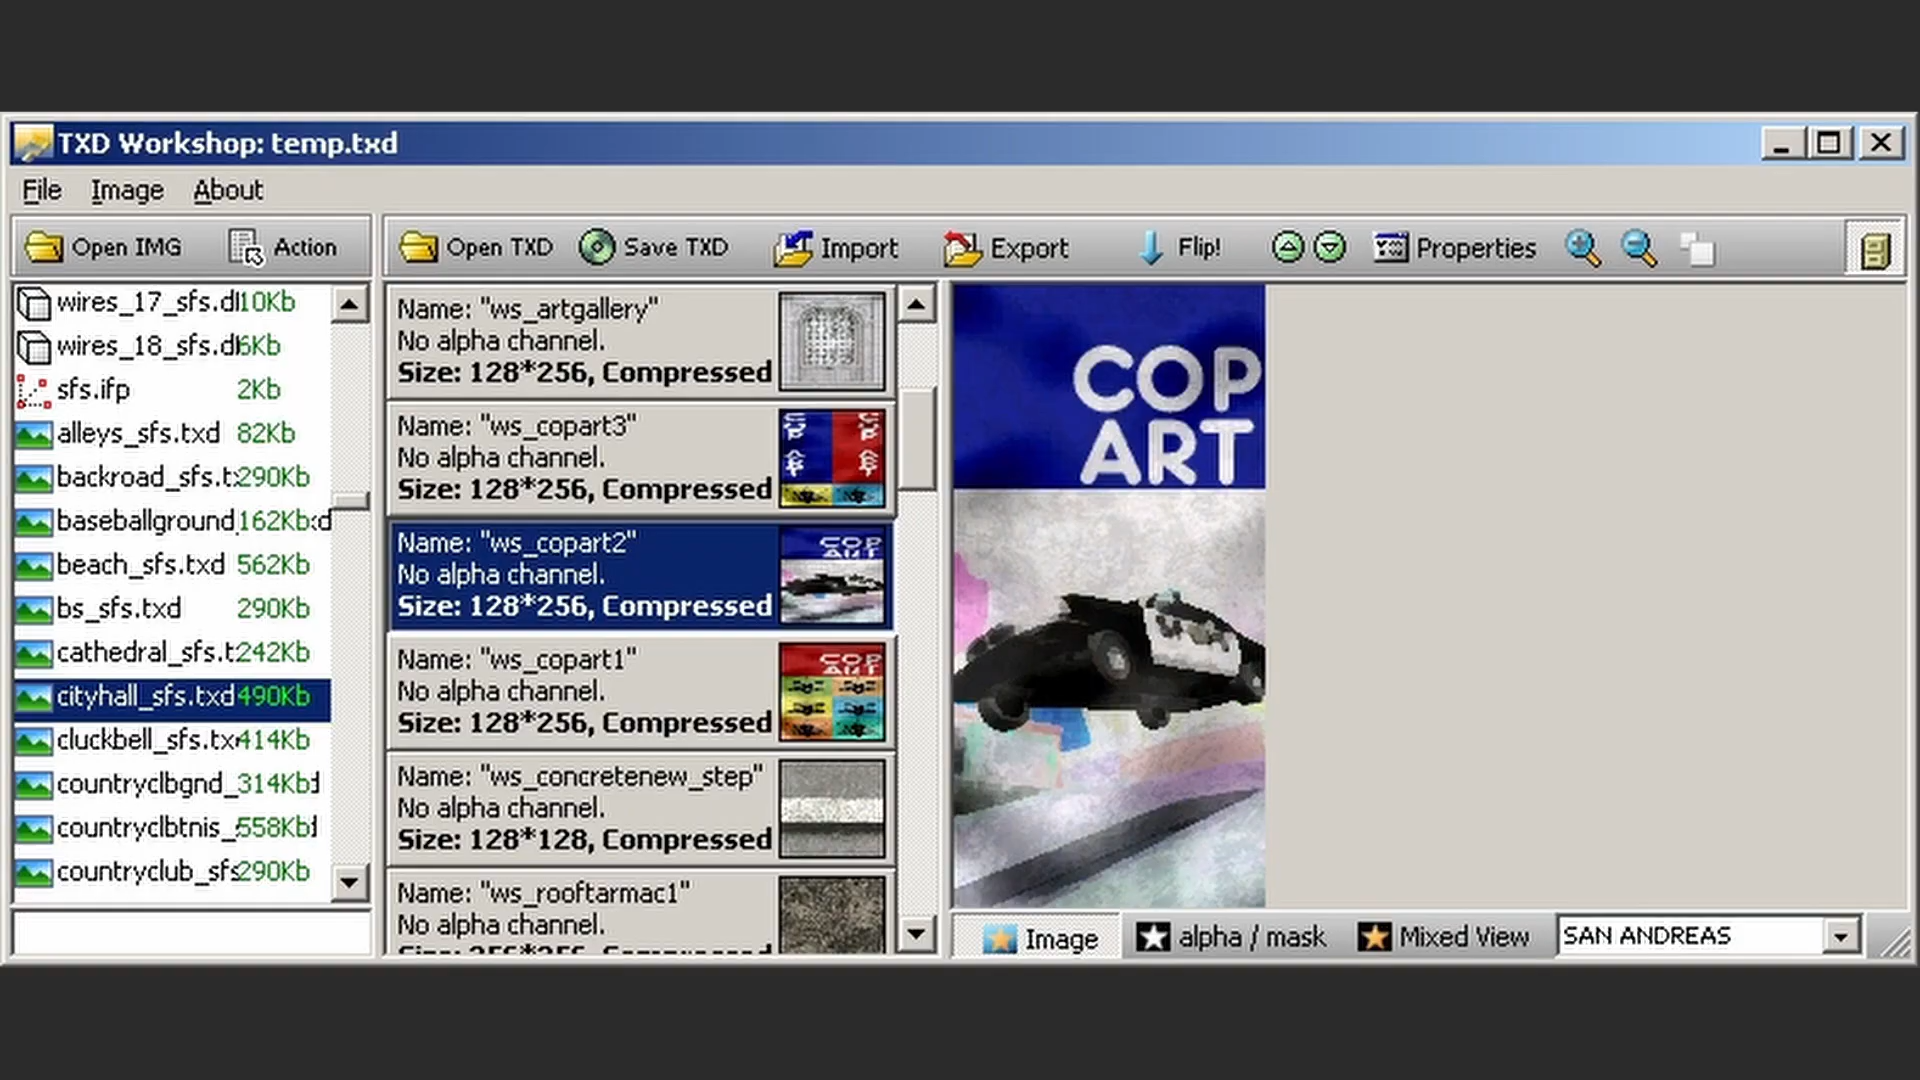 TXD Workshop: temp.txd
File Image About
Open IMG Action Open TXD Save TXD Import Export Flip! Properties
wires_17_sfs.dl 10Kb
wires_18_sfs.dl 6Kb
sfs.ifp 2Kb
alleys_sfs.txd 82Kb
backroad_sfs.tx 290Kb
baseballground_ 162Kb
beach_sfs.txd 562Kb
bs_sfs.txd 290Kb
cathedral_sfs.t 242Kb
cityhall_sfs.txd 490Kb
cluckbell_sfs.tx 414Kb
countryclbgnd_ 314Kb
countryclbtnis_ 558Kb
countryclub_sfs 290Kb
Name: "ws_artgallery"
No alpha channel.
Size: 128*256, Compressed
Name: "ws_copart3"
No alpha channel.
Size: 128*256, Compressed
Name: "ws_copart2"
No alpha channel.
Size: 128*256, Compressed
Name: "ws_copart1"
No alpha channel.
Size: 128*256, Compressed
Name: "ws_concretenew_step"
No alpha channel.
Size: 128*128, Compressed
Name: "ws_rooftarmac1"
No alpha channel.
COP
ART
Image alpha / mask Mixed View SAN ANDREAS